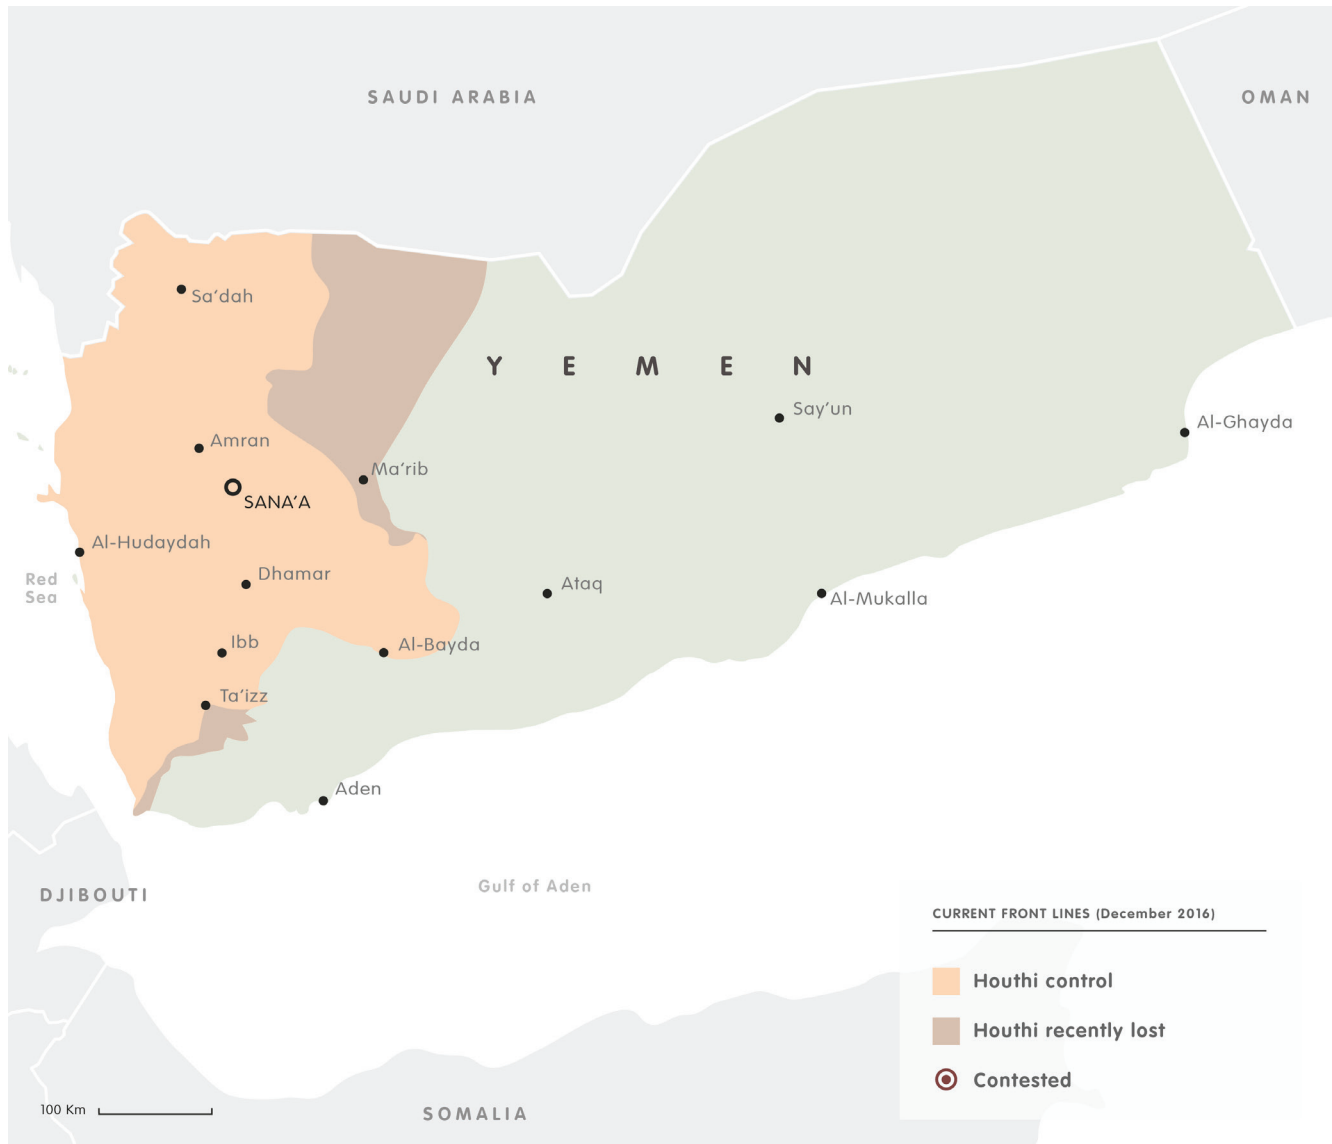 SAUDI ARABIA
OMAN
Sa‘dah
Y E M E N
Say’un
Al-Ghayda
Amran
Ma‘rib
SANA’A
Al-Hudaydah
Dhamar
Red
Sea
Ataq
Al-Mukalla
Ibb
Al-Bayda
Ta‘izz
Aden
Gulf of Aden
DJIBOUTI
CURRENT FRONT LINES (December 2016)
Houthi control
Houthi recently lost
Contested
100 Km
SOMALIA